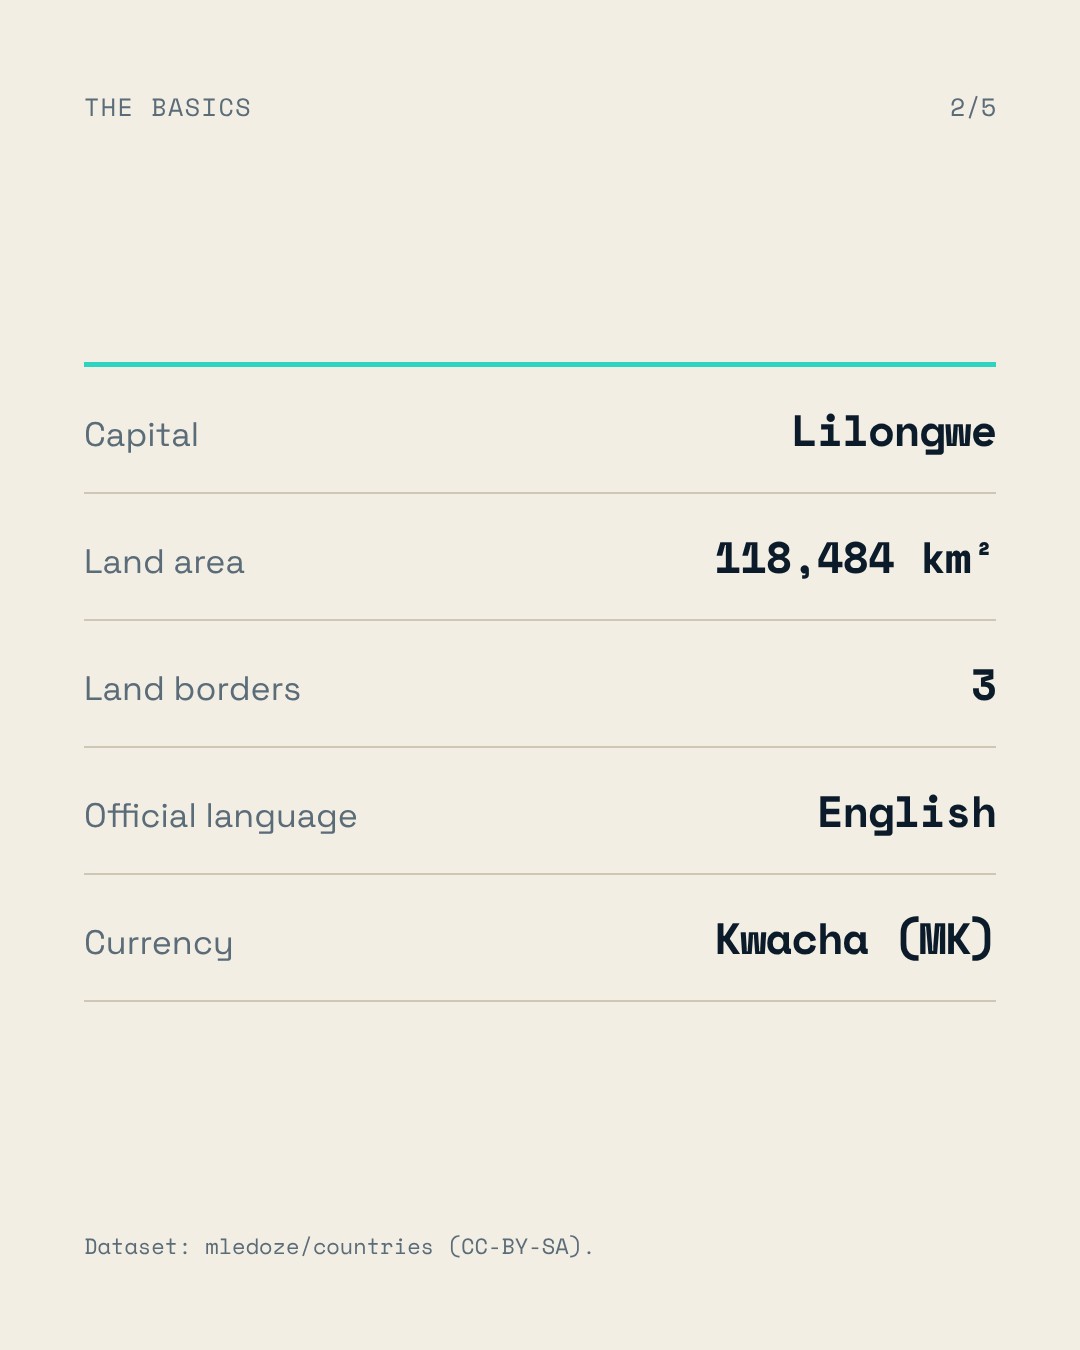 THE BASICS
2/5
Capital
Lilongwe
Land area
118,484 km²
Land borders
3
Official language
English
Currency
Kwacha (MK)
Dataset: mledoze/countries (CC-BY-SA).